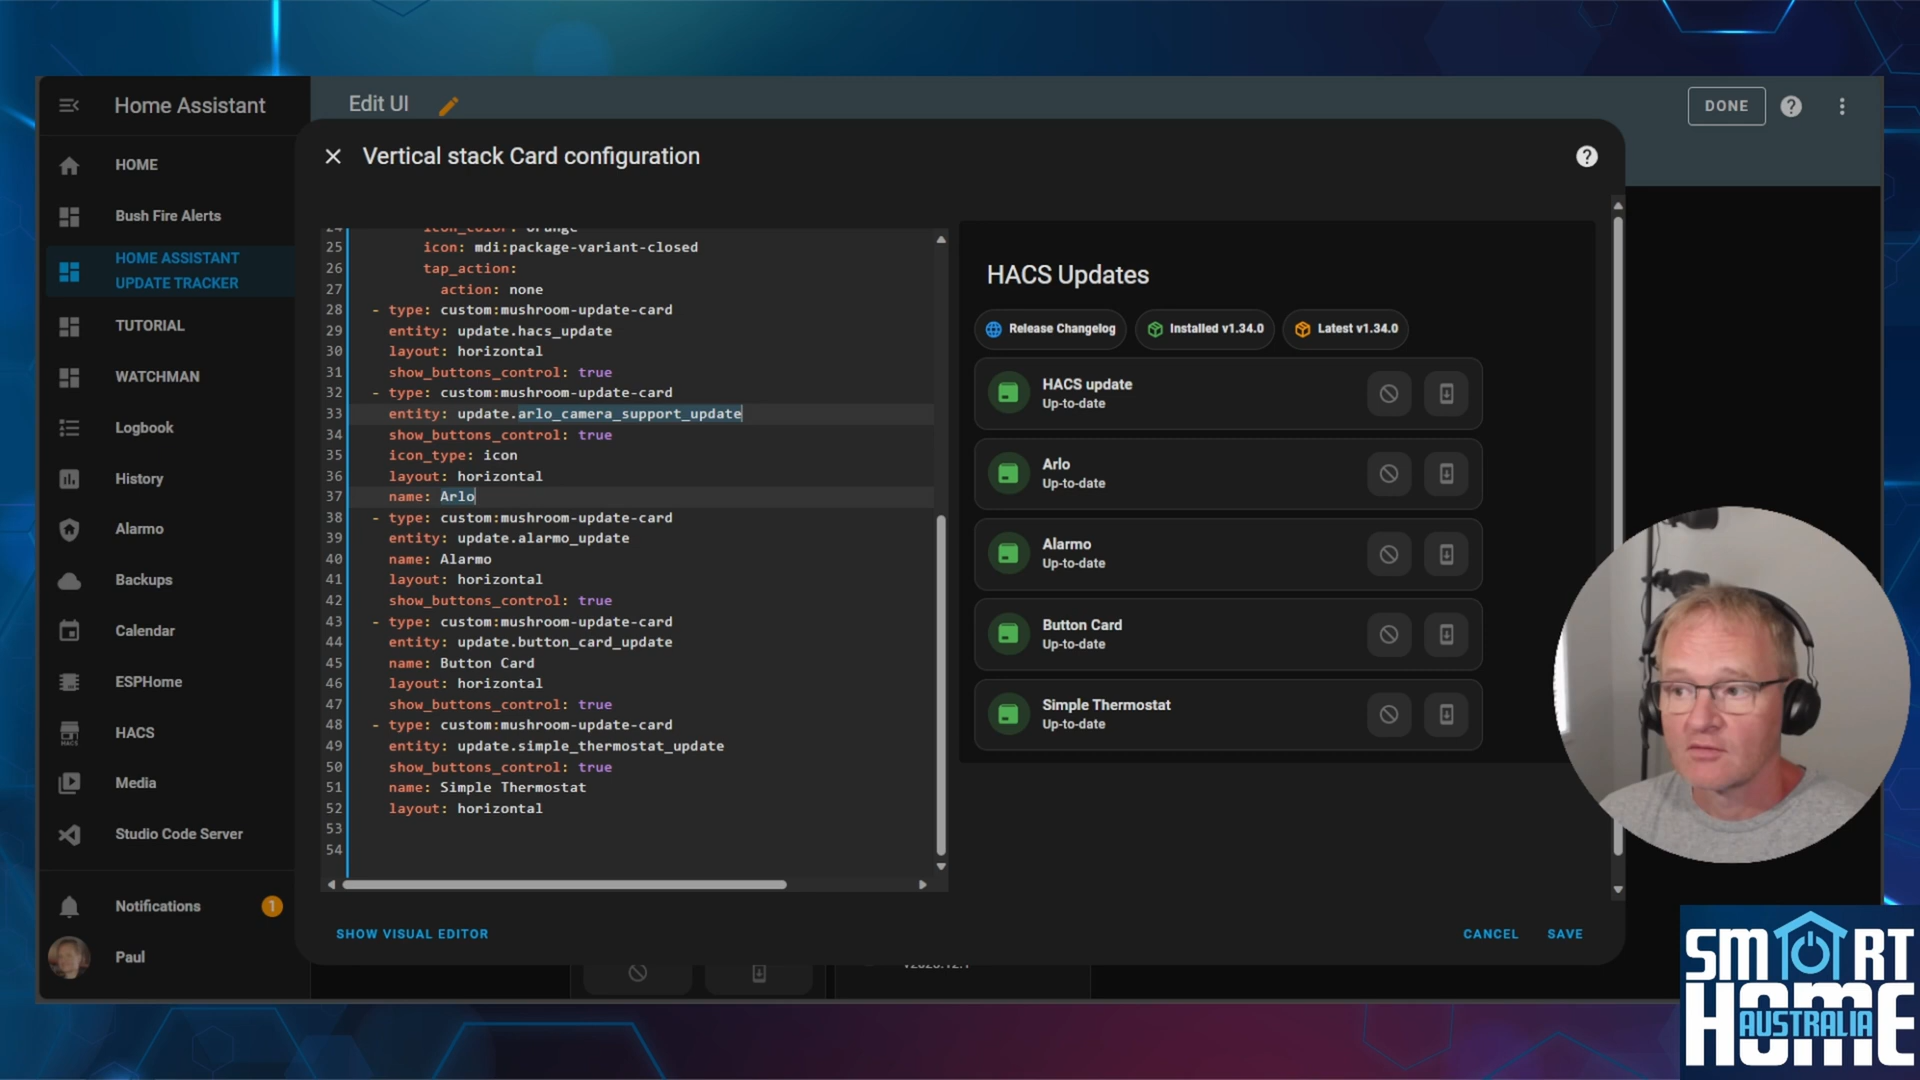 Home Assistant
HOME
Bush Fire Alerts
HOME ASSISTANT
UPDATE TRACKER
TUTORIAL
WATCHMAN
Logbook
History
Alarmo
Backups
Calendar
ESPHome
HACS
HACS
Media
Studio Code Server
Notifications
1
Paul
Edit UI
DONE
Vertical stack Card configuration
24 icon_color: orange
25 icon: mdi:package-variant-closed
26 tap_action:
27 action: none
28 - type: custom:mushroom-update-card
29 entity: update.hacs_update
30 layout: horizontal
31 show_buttons_control: true
32 - type: custom:mushroom-update-card
33 entity: update.arlo_camera_support_update
34 show_buttons_control: true
35 icon_type: icon
36 layout: horizontal
37 name: Arlo
38 - type: custom:mushroom-update-card
39 entity: update.alarmo_update
40 name: Alarmo
41 layout: horizontal
42 show_buttons_control: true
43 - type: custom:mushroom-update-card
44 entity: update.button_card_update
45 name: Button Card
46 layout: horizontal
47 show_buttons_control: true
48 - type: custom:mushroom-update-card
49 entity: update.simple_thermostat_update
50 show_buttons_control: true
51 name: Simple Thermostat
52 layout: horizontal
53
54
SHOW VISUAL EDITOR
HACS Updates
Release Changelog
Installed v1.34.0
Latest v1.34.0
HACS update
Up-to-date
Arlo
Up-to-date
Alarmo
Up-to-date
Button Card
Up-to-date
Simple Thermostat
Up-to-date
CANCEL
SAVE
SMART
HOME
AUSTRALIA